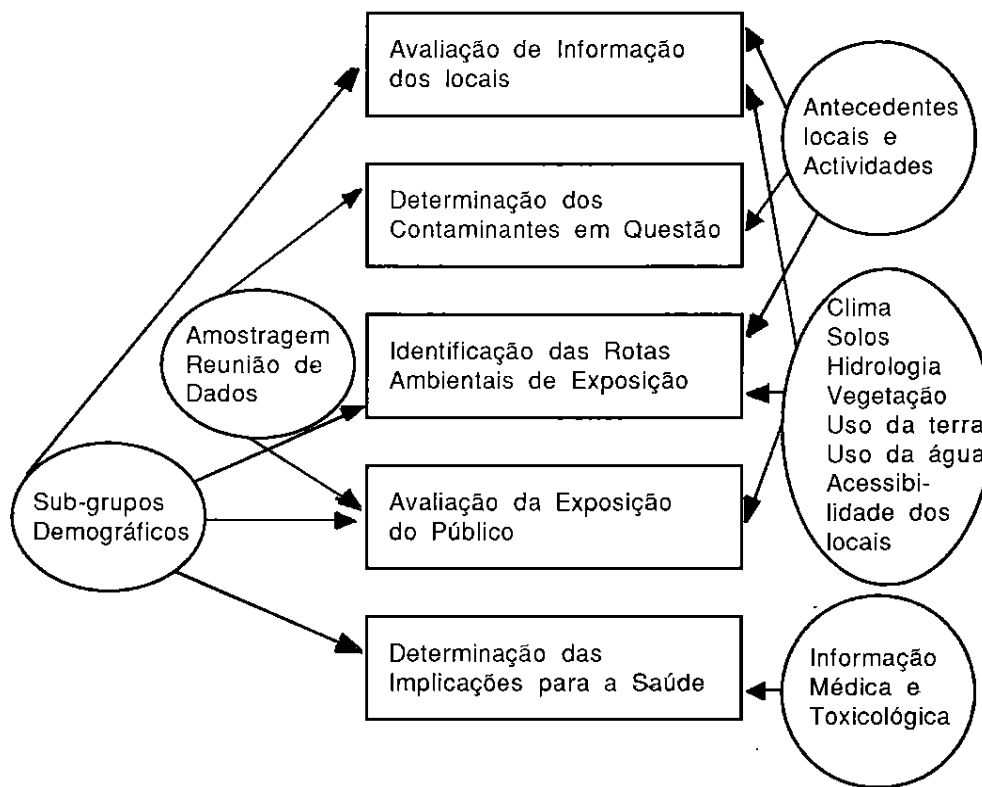 Avaliação de Informação
dos locais
Antecedentes
locais e
Actividades
Determinação dos
Contaminantes em Questão
Amostragem
Reunião de
Dados
Identificação das Rotas
Ambientais de Exposição
Clima
Solos
Hidrologia
Vegetação
Uso da terra
Uso da água
Acessibi-
lidade dos
locais
Sub-grupos
Demográficos
Avaliação da Exposição
do Público
Determinação das
Implicações para a Saúde
Informação
Médica e
Toxicológica